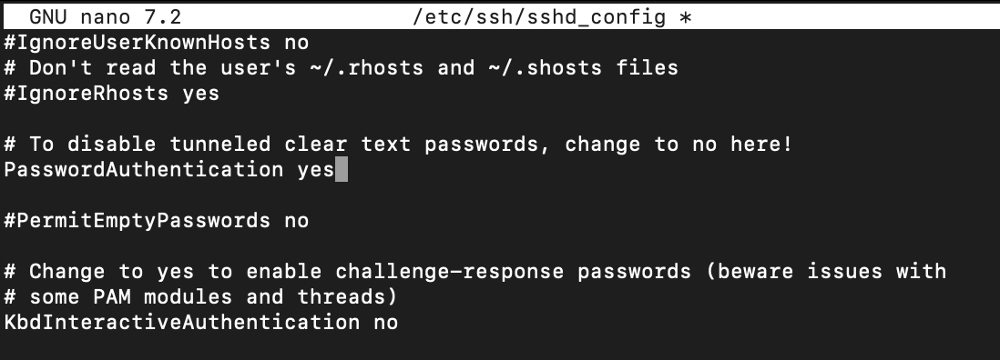 GNU nano 7.2 /etc/ssh/sshd_config *
#IgnoreUserKnownHosts no
# Don't read the user's ~/.rhosts and ~/.shosts files
#IgnoreRhosts yes
# To disable tunneled clear text passwords, change to no here!
PasswordAuthentication yes
#PermitEmptyPasswords no
# Change to yes to enable challenge-response passwords (beware issues with
# some PAM modules and threads)
KbdInteractiveAuthentication no